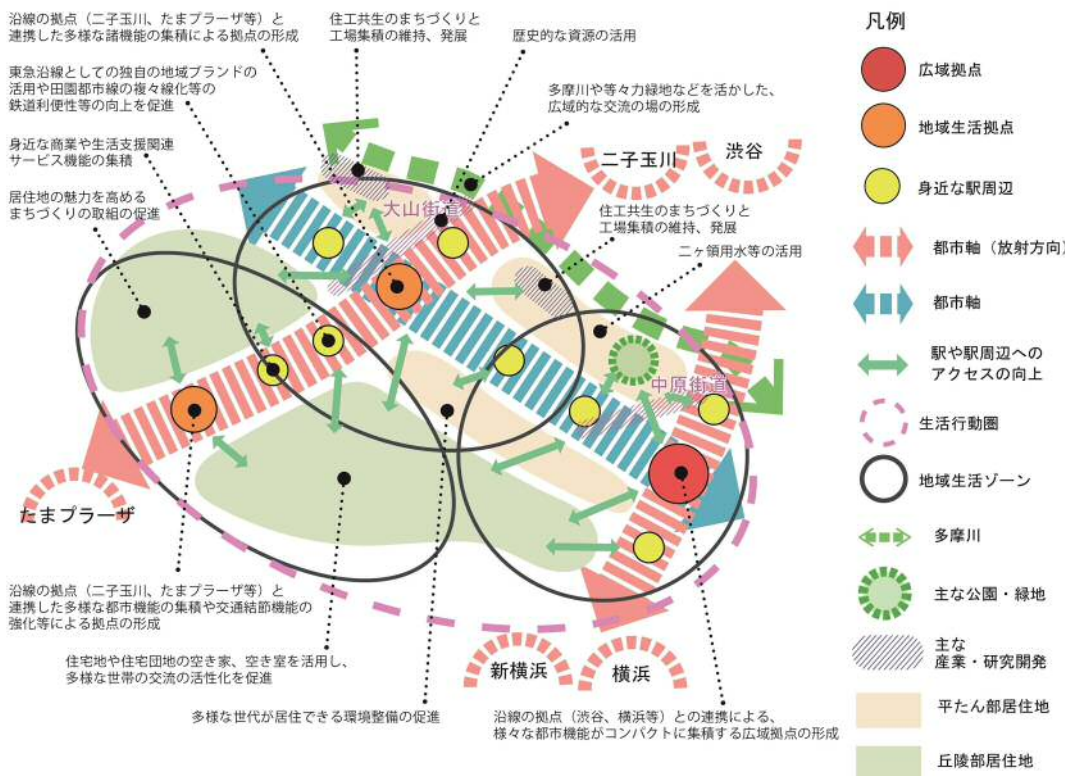 沿線の拠点（二子玉川、たまプラーザ等）と
連携した多様な諸機能の集積による拠点の形成
住工共生のまちづくりと
工場集積の維持、発展
歴史的な資源の活用
東急沿線としての独自の地域ブランドの
活用や田園都市線の複々線化等の
鉄道利便性等の向上を促進
多摩川や等々力緑地などを活かした、
広域的な交流の場の形成
身近な商業や生活支援関連
サービス機能の集積
居住地の魅力を高める
まちづくりの取組の促進
二子玉川
渋谷
大山街道
住工共生のまちづくりと
工場集積の維持、発展
二ヶ領用水等の活用
中原街道
たまプラーザ
新横浜
横浜
沿線の拠点（二子玉川、たまプラーザ等）と
連携した多様な都市機能の集積や交通結節機能の
強化等による拠点の形成
住宅地や住宅団地の空き家、空き室を活用し、
多様な世帯の交流の活性化を促進
多様な世代が居住できる環境整備の促進
沿線の拠点（渋谷、横浜等）との連携による、
様々な都市機能がコンパクトに集積する広域拠点の形成
凡例
広域拠点
地域生活拠点
身近な駅周辺
都市軸（放射方向）
都市軸
駅や駅周辺への
アクセスの向上
生活行動圏
地域生活ゾーン
多摩川
主な公園・緑地
主な
産業・研究開発
平たん部居住地
丘陵部居住地